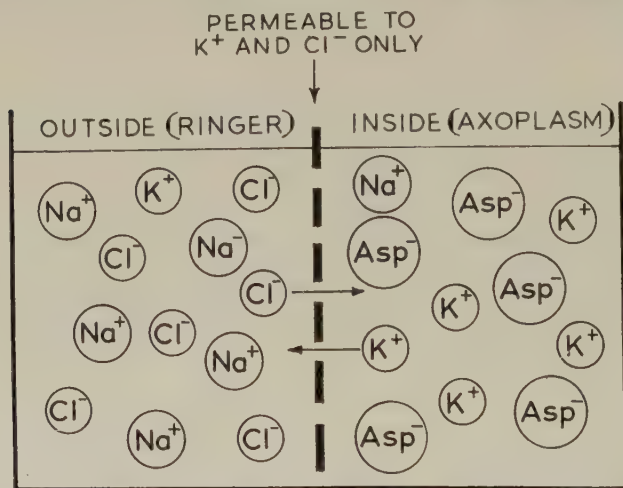 PERMEABLE TO
K⁺ AND Cl⁻ ONLY
OUTSIDE (RINGER)
INSIDE (AXOPLASM)
Na⁺
K⁺
Cl⁻
Cl⁻
Na⁻
Cl⁻
Na⁺
Cl⁻
Na⁺
Cl⁻
Na⁺
Cl⁻
Na⁺
Asp⁻
K⁺
Asp⁻
Asp⁻
K⁺
K⁺
K⁺
K⁺
Asp⁻
Asp⁻